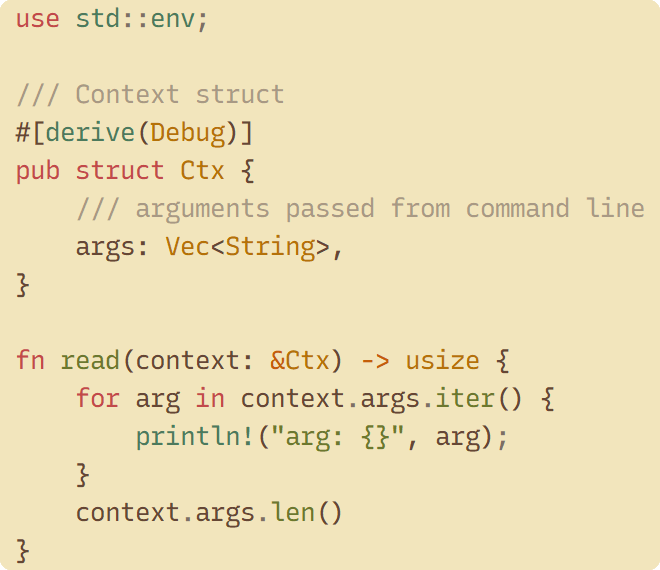 use std::env;

/// Context struct
#[derive(Debug)]
pub struct Ctx {
    /// arguments passed from command line
    args: Vec<String>,
}

fn read(context: &Ctx) -> usize {
    for arg in context.args.iter() {
        println!("arg: {}", arg);
    }
    context.args.len()
}